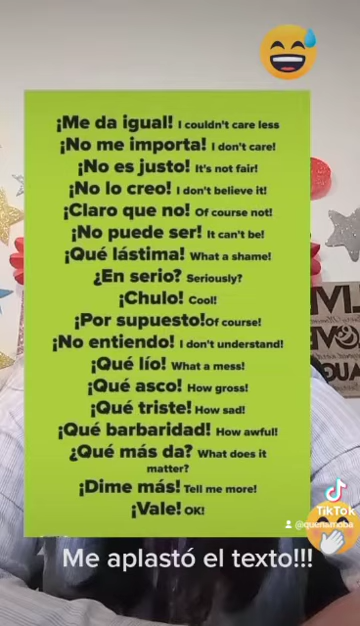 ¡Me da igual! I couldn't care less
¡No me importa! I don't care!
¡No es justo! It's not fair!
¡No lo creo! I don't believe it!
¡Claro que no! Of course not!
¡No puede ser! It can't be!
¡Qué lástima! What a shame!
¿En serio? Seriously?
¡Chulo! Cool!
¡Por supuesto!Of course!
¡No entiendo! I don't understand!
¡Qué lío! What a mess!
¡Qué asco! How gross!
¡Qué triste! How sad!
¡Qué barbaridad! How awful!
¿Qué más da? What does it
matter?
¡Dime más! Tell me more!
¡Vale! OK!
TikTok
Me aplastó el texto!!!